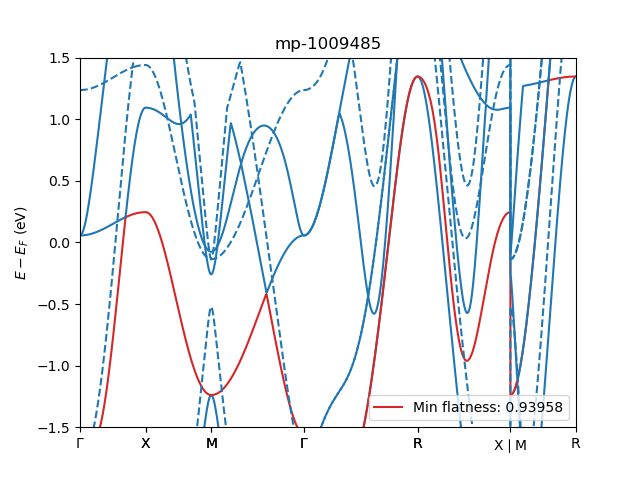 mp-1009485
E − E_F (eV)
1.5
1.0
0.5
0.0
−0.5
−1.0
−1.5
Min flatness: 0.93958
Γ X M Γ R X | M R